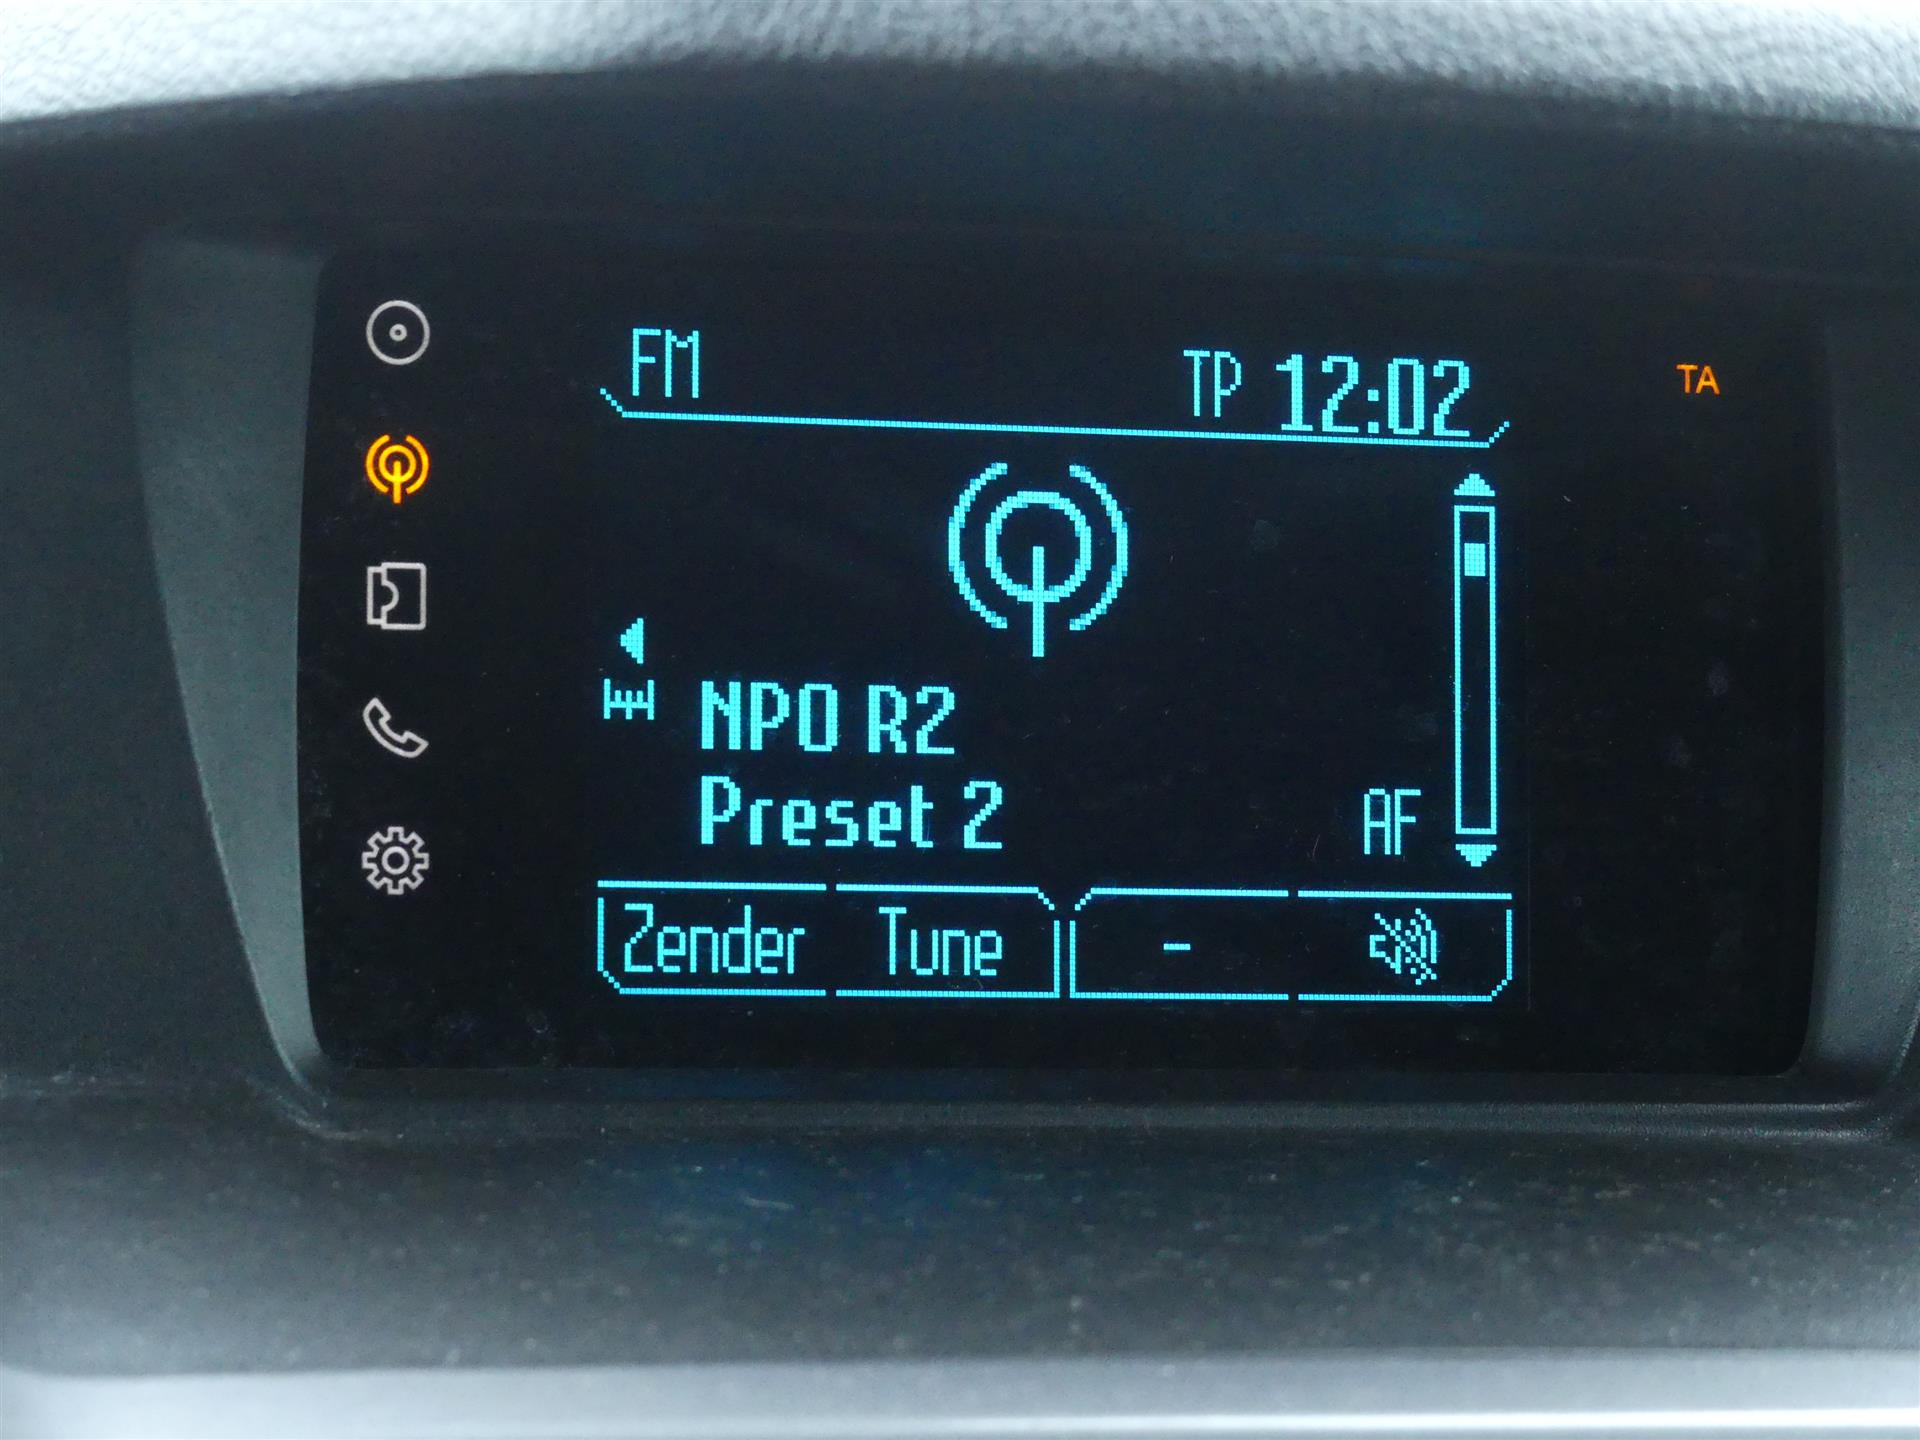 FM TP 12:02 TA
NPO R2
Preset 2 AF
Zender Tune -